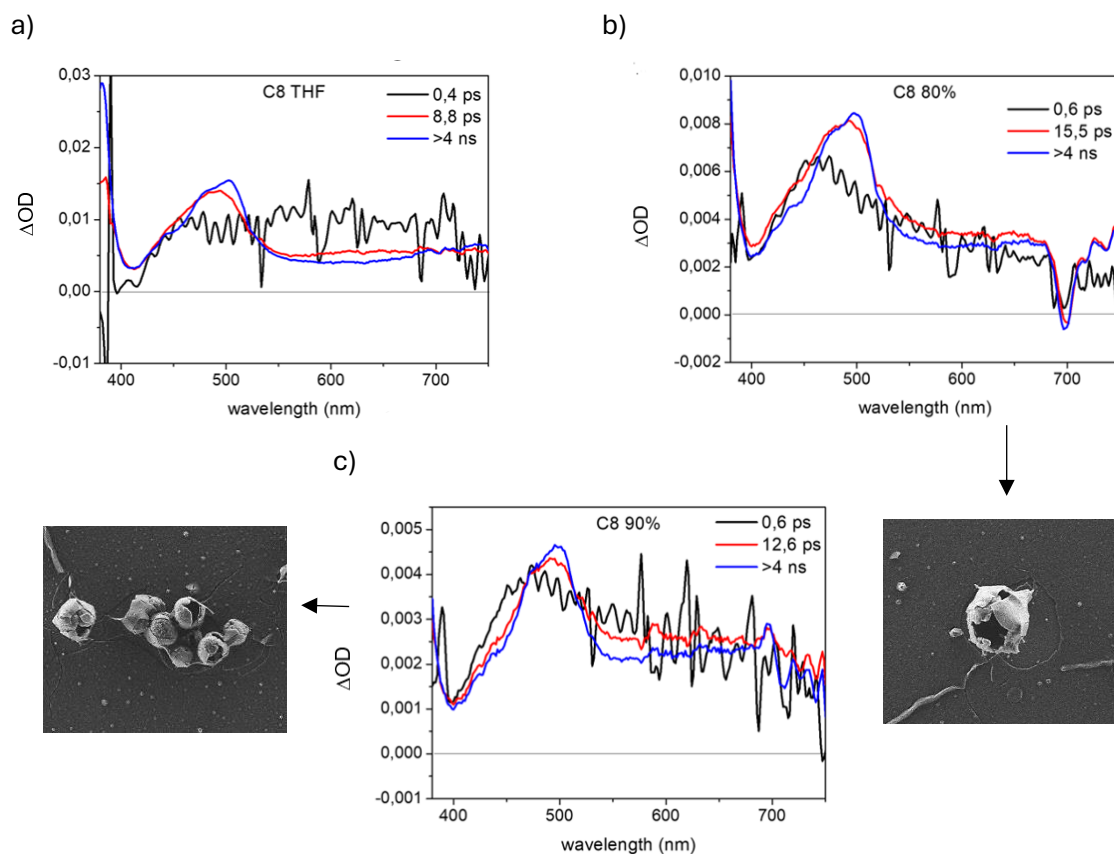 a)
C8 THF
0,4 ps
8,8 ps
>4 ns
0,03
0,02
0,01
0,00
-0,01
ΔOD
400
500
600
700
wavelength (nm)
b)
C8 80%
0,6 ps
15,5 ps
>4 ns
0,010
0,008
0,006
0,004
0,002
0,000
-0,002
ΔOD
400
500
600
700
wavelength (nm)
c)
C8 90%
0,6 ps
12,6 ps
>4 ns
0,005
0,004
0,003
0,002
0,001
0,000
-0,001
ΔOD
400
500
600
700
wavelength (nm)